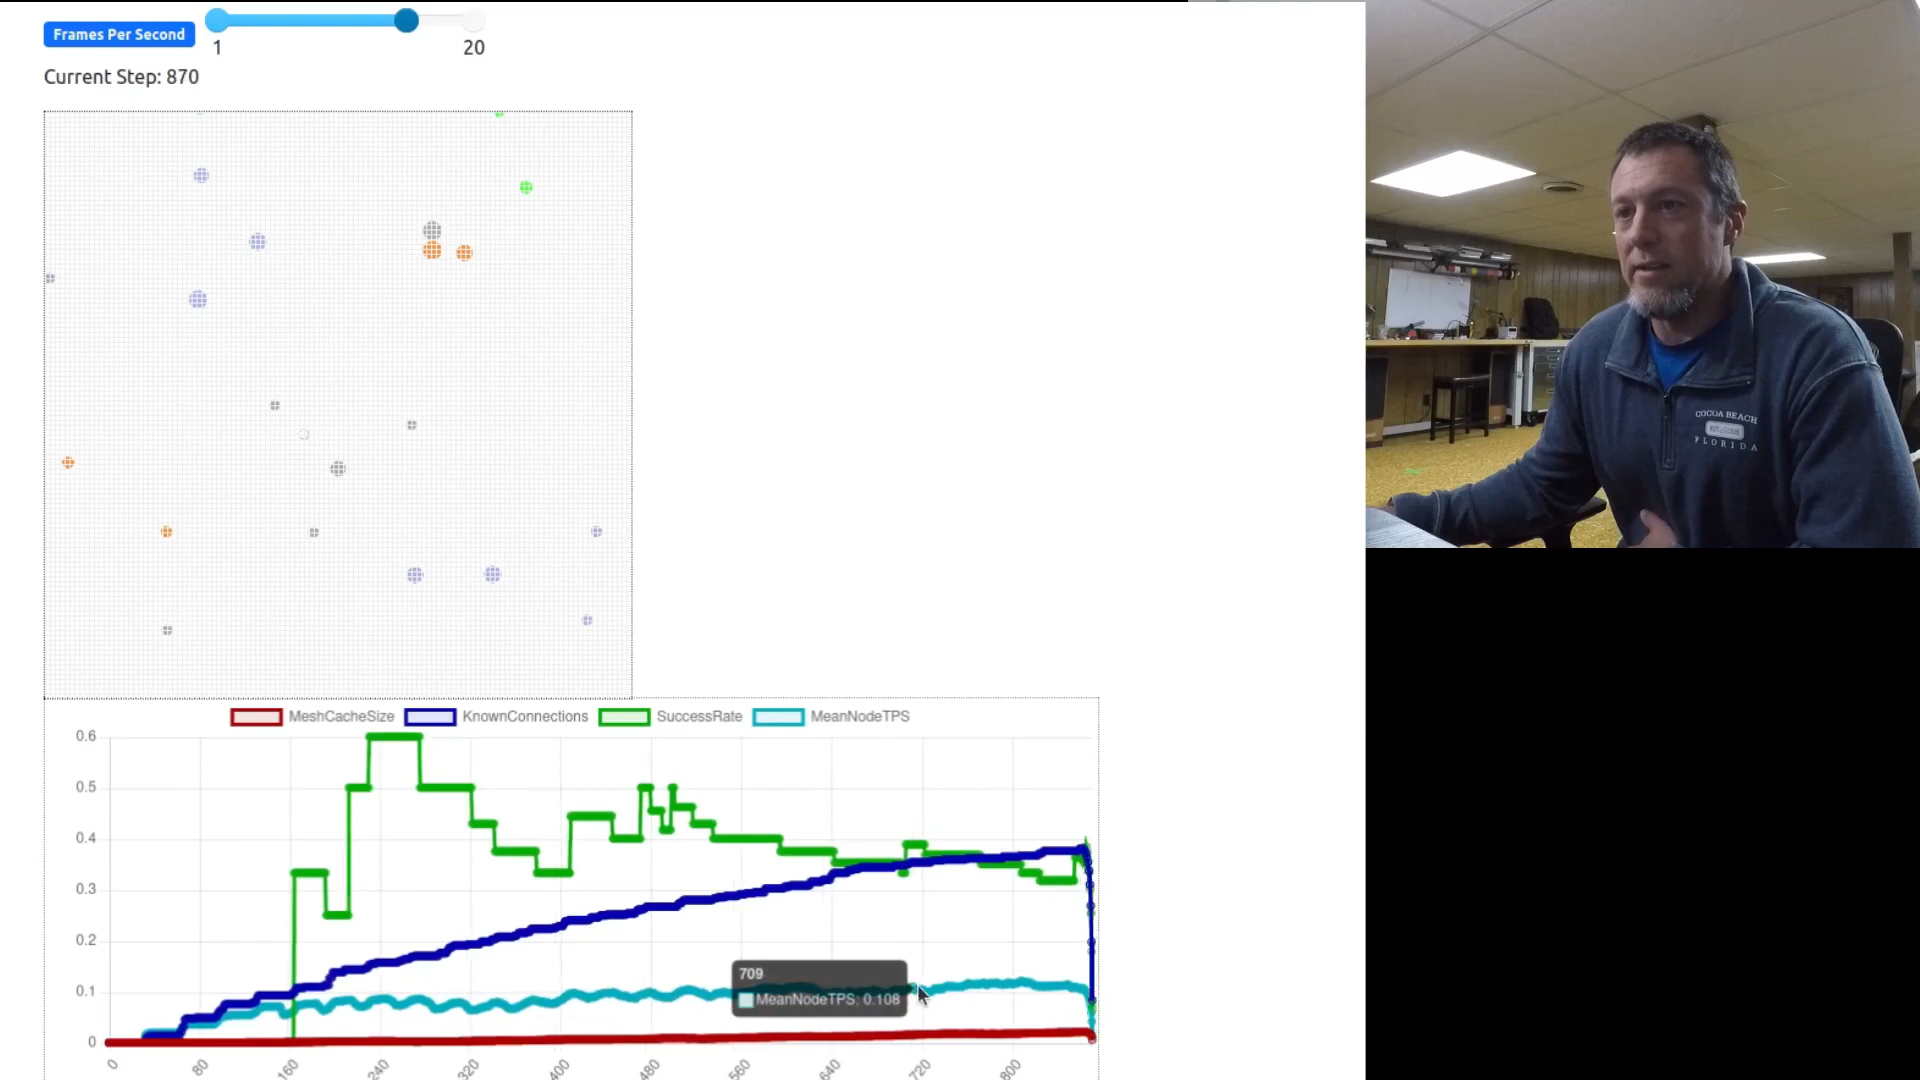 Frames Per Second
1
20
Current Step: 870
MeshCacheSize
KnownConnections
SuccessRate
MeanNodeTPS
0.6
0.5
0.4
0.3
0.2
0.1
0
709
MeanNodeTPS: 0.108
0
80
160
240
320
400
480
560
640
720
800
COCOA BEACH
FLORIDA